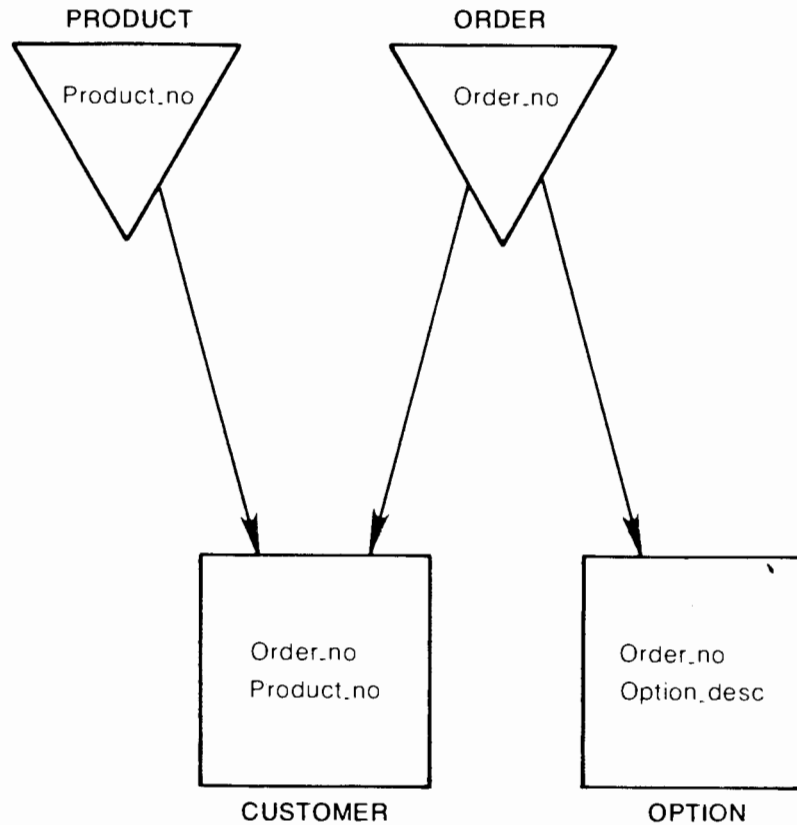 PRODUCT
ORDER
Product_no
Order_no
Order_no
Product_no
Order_no
Option_desc
CUSTOMER
OPTION